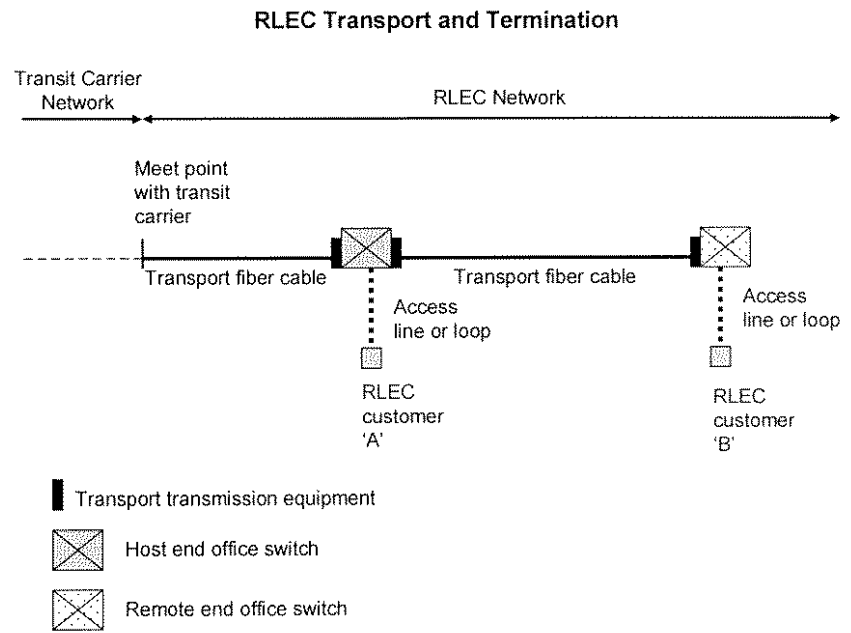 RLEC Transport and Termination
Transit Carrier
Network
RLEC Network
Meet point
with transit
carrier
Transport fiber cable
Transport fiber cable
Access
line or loop
Access
line or loop
RLEC
customer
'A'
RLEC
customer
'B'
Transport transmission equipment
Host end office switch
Remote end office switch